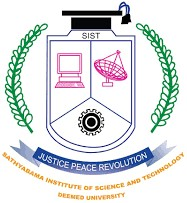 SIST
JUSTICE PEACE REVOLUTION
SATHYABAMA INSTITUTE OF SCIENCE AND TECHNOLOGY
DEEMED UNIVERSITY